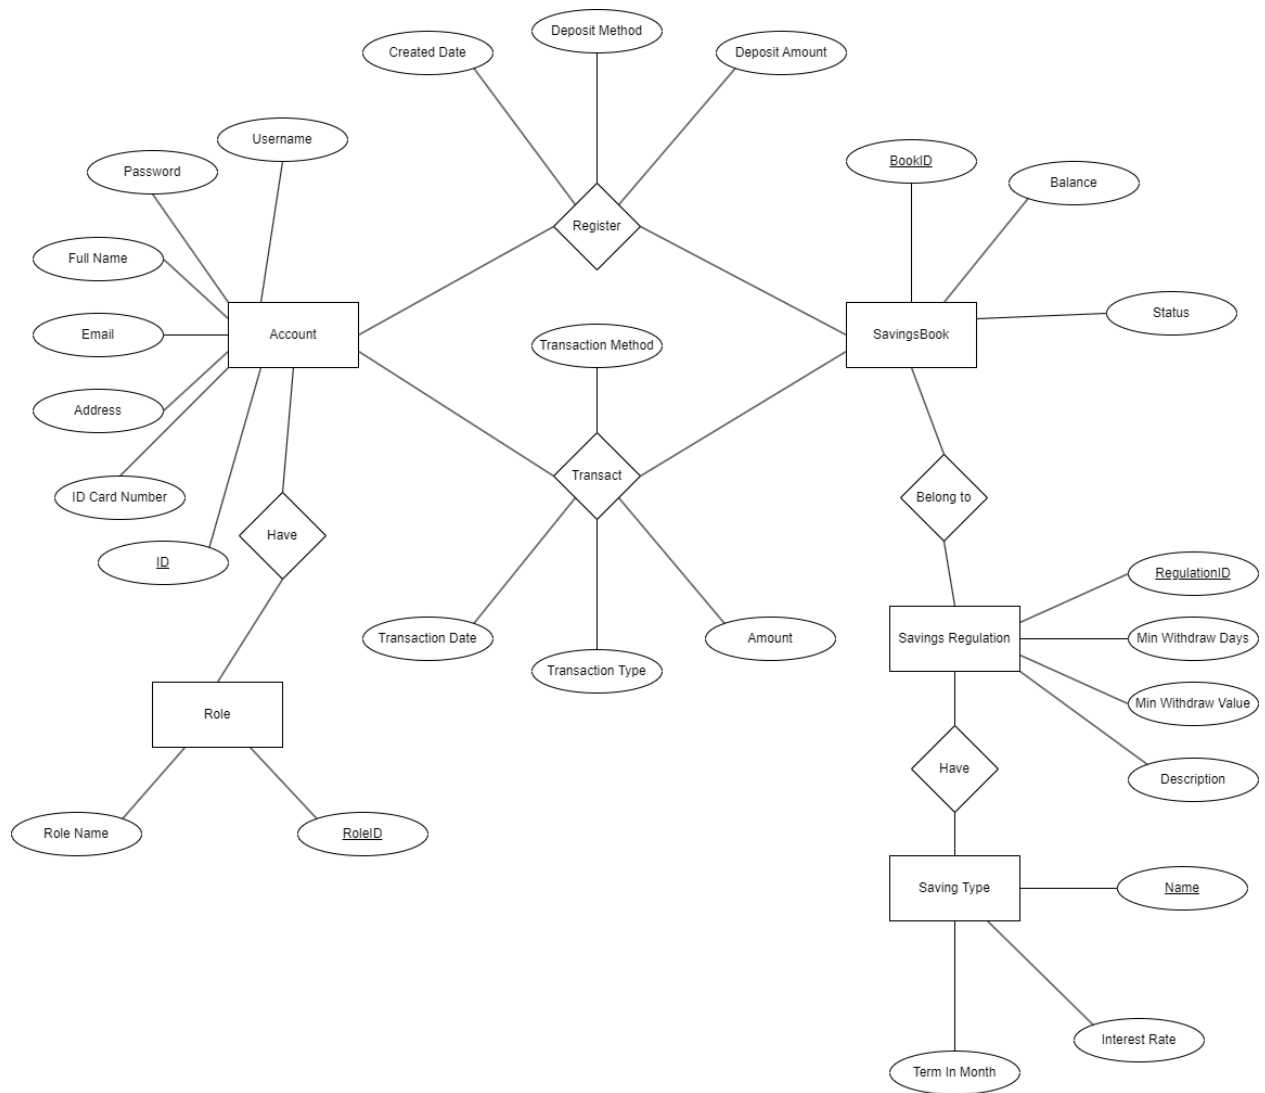 Deposit Method
Created Date
Deposit Amount
Username
BookID
Password
Balance
Register
Full Name
Status
Email
Account
SavingsBook
Transaction Method
Address
Transact
ID Card Number
Belong to
Have
ID
RegulationID
Transaction Date
Amount
Savings Regulation
Min Withdraw Days
Transaction Type
Min Withdraw Value
Role
Have
Description
Role Name
RoleID
Saving Type
Name
Interest Rate
Term In Month